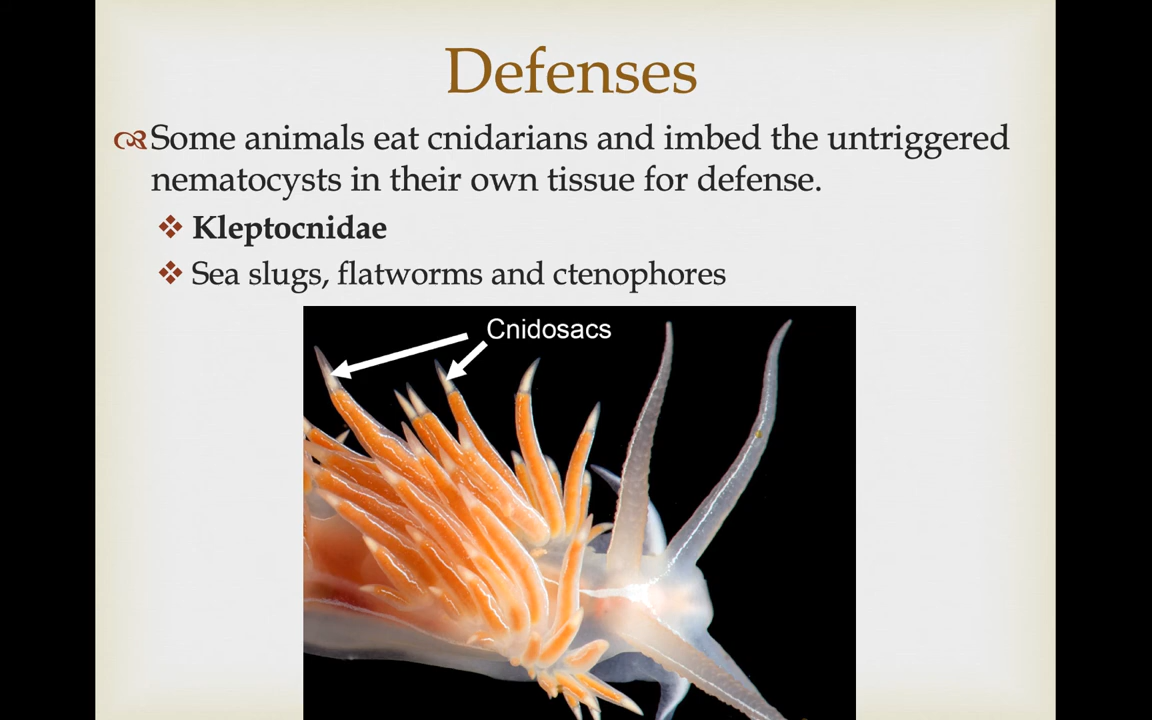 Defenses
Some animals eat cnidarians and imbed the untriggered
nematocysts in their own tissue for defense.
Kleptocnidae
Sea slugs, flatworms and ctenophores
Cnidosacs